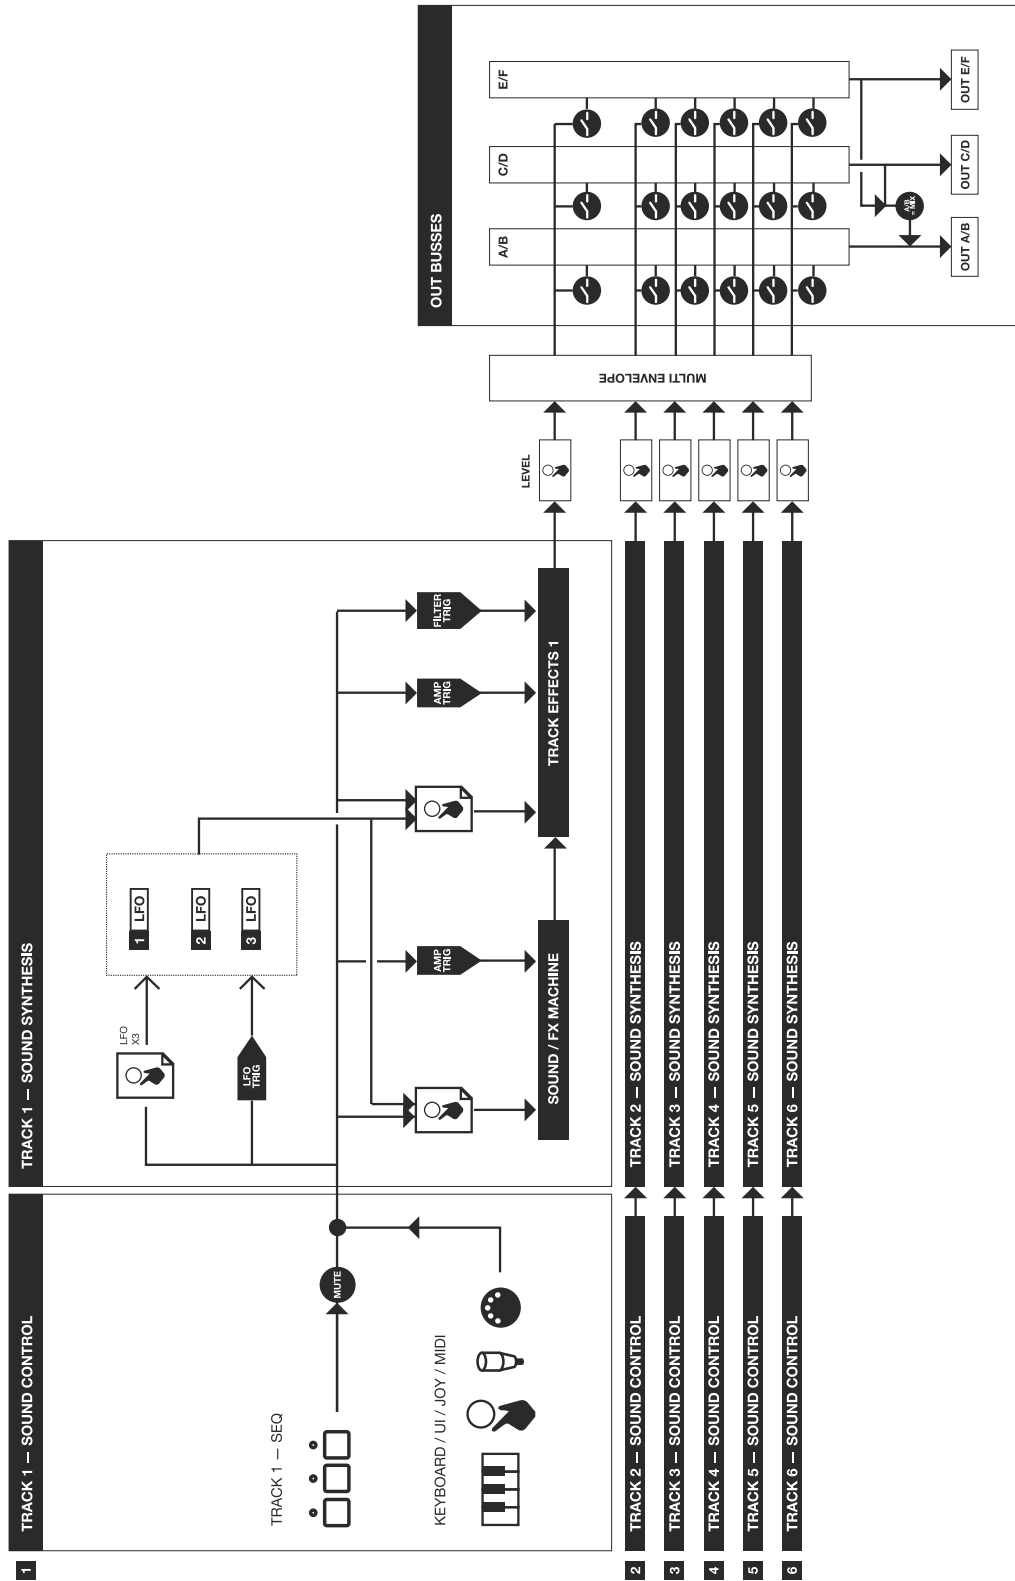 1
TRACK 1 — SOUND CONTROL
TRACK 1 — SEQ
MUTE
KEYBOARD / UI / JOY / MIDI
TRACK 1 — SOUND SYNTHESIS
LFO
X3
LFO
TRIG
1 LFO
2 LFO
3 LFO
AMP
TRIG
AMP
TRIG
FILTER
TRIG
SOUND / FX MACHINE
TRACK EFFECTS 1
LEVEL
MULTI ENVELOPE
OUT BUSSES
A/B
C/D
E/F
A/B
= MIX
OUT A/B
OUT C/D
OUT E/F
2
TRACK 2 — SOUND CONTROL
TRACK 2 — SOUND SYNTHESIS
3
TRACK 3 — SOUND CONTROL
TRACK 3 — SOUND SYNTHESIS
4
TRACK 4 — SOUND CONTROL
TRACK 4 — SOUND SYNTHESIS
5
TRACK 5 — SOUND CONTROL
TRACK 5 — SOUND SYNTHESIS
6
TRACK 6 — SOUND CONTROL
TRACK 6 — SOUND SYNTHESIS